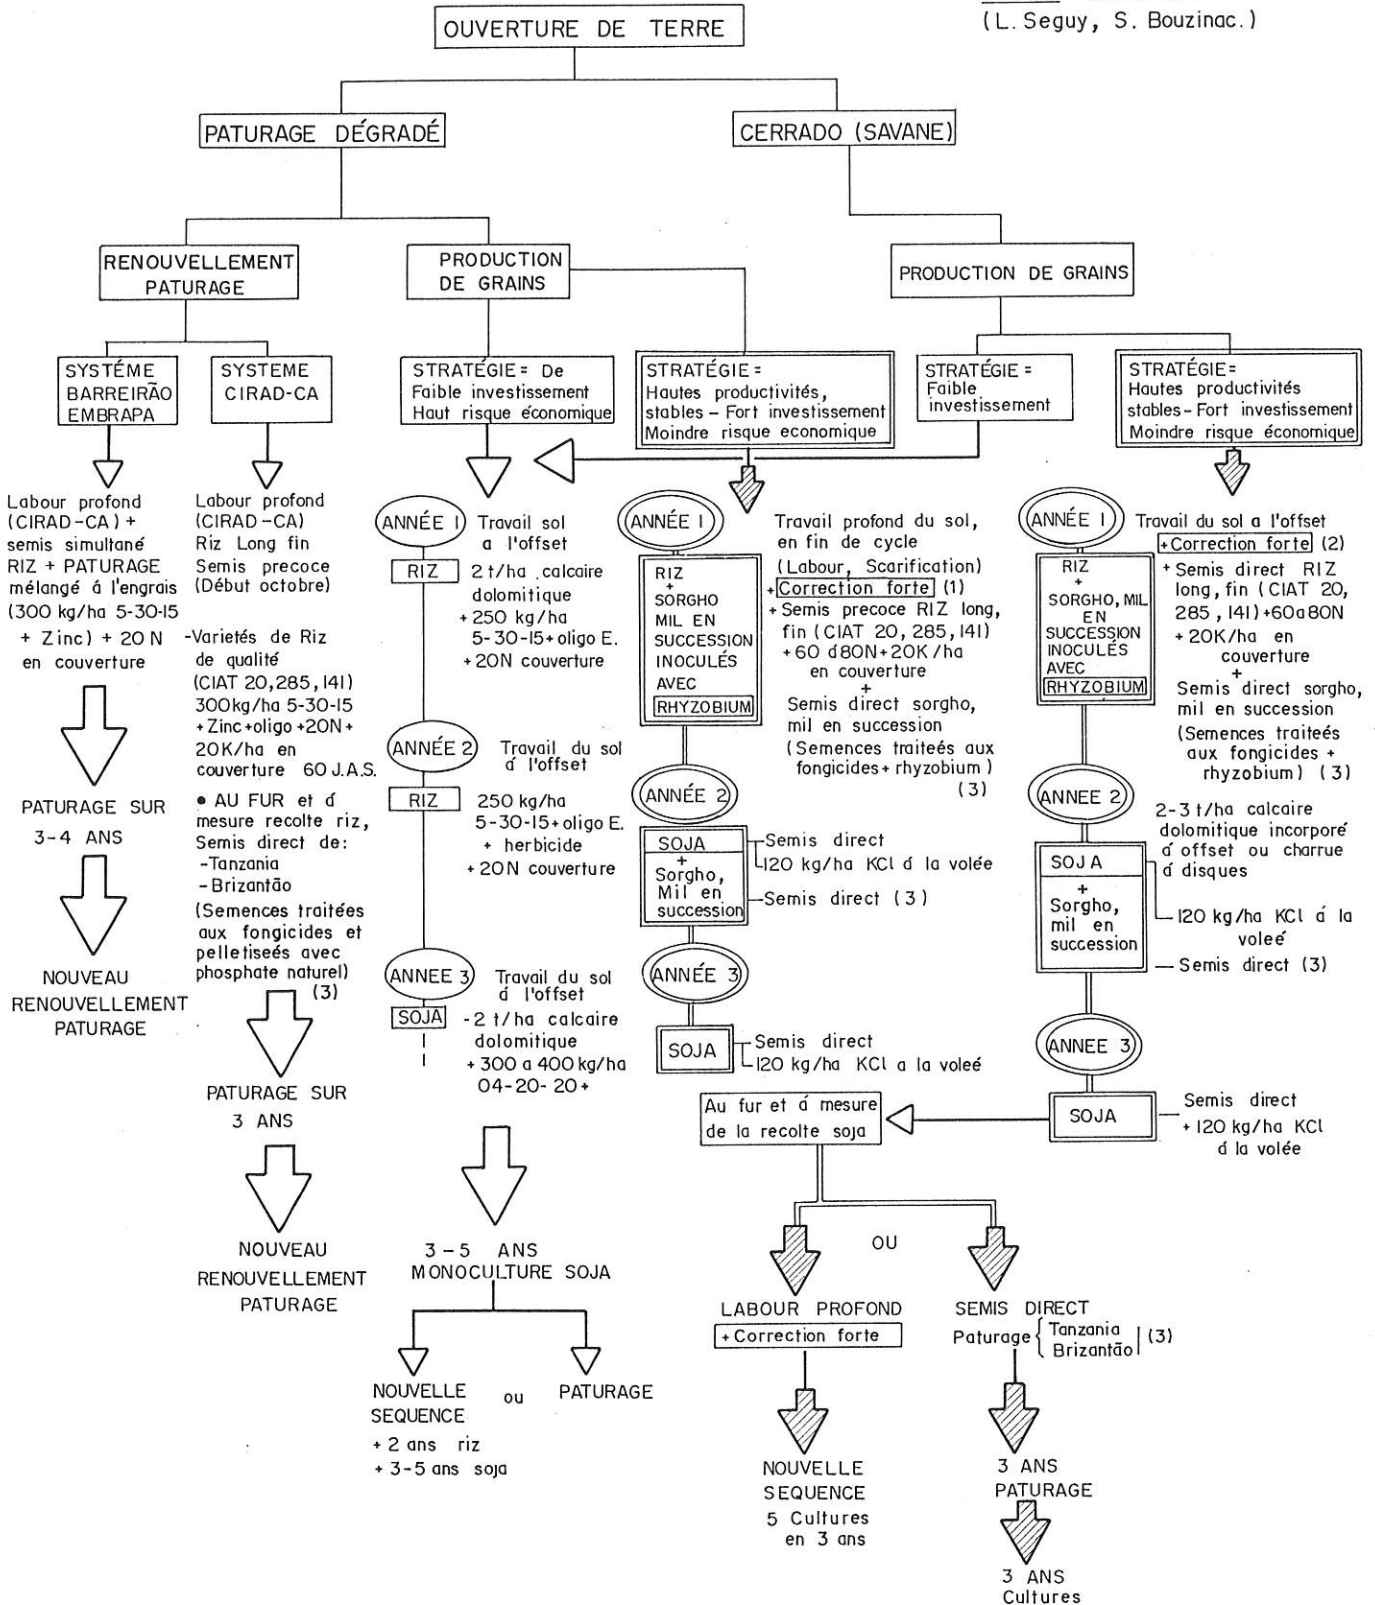 (L. Seguy, S. Bouzinac.)
OUVERTURE DE TERRE
PATURAGE DÉGRADÉ
CERRADO (SAVANE)
RENOUVELLEMENT
PATURAGE
PRODUCTION
DE GRAINS
PRODUCTION DE GRAINS
SYSTÉME
BARREIRÃO
EMBRAPA
SYSTEME
CIRAD-CA
STRATÉGIE = De
Faible investissement
Haut risque économique
STRATÉGIE =
Hautes productivités,
stables - Fort investissement
Moindre risque economique
STRATÉGIE =
Faible
investissement
STRATÉGIE =
Hautes productivités
stables - Fort investissement
Moindre risque économique
Labour profond
(CIRAD-CA) +
semis simultané
RIZ + PATURAGE
mélangé á l'engrais
(300 kg/ha 5-30-15
+ Zinc) + 20 N
en couverture
PATURAGE SUR
3-4 ANS
NOUVEAU
RENOUVELLEMENT
PATURAGE
Labour profond
(CIRAD-CA)
Riz Long fin
Semis precoce
(Début octobre)
-Varietés de Riz
de qualité
(CIAT 20,285,141)
300kg/ha 5-30-15
+Zinc+oligo+20N+
20K/ha en
couverture 60 J.A.S.
• AU FUR et á
mesure recolte riz,
Semis direct de:
-Tanzania
-Brizantão
(Semences traitées
aux fongicides et
pelletiseés avec
phosphate naturel)
(3)
PATURAGE SUR
3 ANS
NOUVEAU
RENOUVELLEMENT
PATURAGE
ANNÉE 1
RIZ
Travail sol
a l'offset
2 t/ha calcaire
dolomitique
+250 kg/ha
5-30-15+oligo E.
+20N couverture
ANNÉE 2
RIZ
Travail du sol
á l'offset
250 kg/ha
5-30-15+oligo E.
+ herbicide
+20N couverture
ANNEE 3
SOJA
Travail du sol
á l'offset
-2 t/ha calcaire
dolomitique
+300 a 400kg/ha
04-20-20+
3-5 ANS
MONOCULTURE SOJA
NOUVELLE
SEQUENCE
+ 2 ans riz
+ 3-5 ans soja
ou
PATURAGE
ANNÉE 1
RIZ
+
SORGHO
MIL EN
SUCCESSION
INOCULÉS
AVEC
RHYZOBIUM
Travail profond du sol,
en fin de cycle
(Labour, Scarification)
+Correction forte (1)
+ Semis precoce RIZ long,
fin (CIAT 20, 285, 141)
+60 á80N+20K/ha
en couverture
+
Semis direct sorgho,
mil en succession
(Semences traiteés aux
fongicides+rhyzobium)
(3)
ANNÉE 2
SOJA
+
Sorgho,
Mil en
succession
Semis direct
120 kg/ha KCl á la volée
Semis direct (3)
ANNÉE 3
SOJA
Semis direct
120 kg/ha KCl a la voleé
ANNÉE 1
RIZ
+
SORGHO, MIL
EN
SUCCESSION
INOCULÉS
AVEC
RHYZOBIUM
Travail du sol a l'offset
+Correction forte (2)
+ Semis direct RIZ
long, fin (CIAT 20,
285, 141)+60a80N
+20K/ha en
couverture
+
Semis direct sorgho,
mil en succession
(Semences traiteés
aux fongicides +
rhyzobium) (3)
ANNEE 2
SOJA
+
Sorgho,
mil en
succession
2-3 t/ha calcaire
dolomitique incorporé
á offset ou charrue
á disques
120 kg/ha KCl á la
voleé
Semis direct (3)
ANNEE 3
SOJA
Semis direct
+ 120 kg/ha KCl
á la volée
Au fur et á mesure
de la recolte soja
OU
LABOUR PROFOND
+Correction forte
NOUVELLE
SEQUENCE
5 Cultures
en 3 ans
SEMIS DIRECT
Paturage { Tanzania
Brizantão | (3)
3 ANS
PATURAGE
3 ANS
Cultures